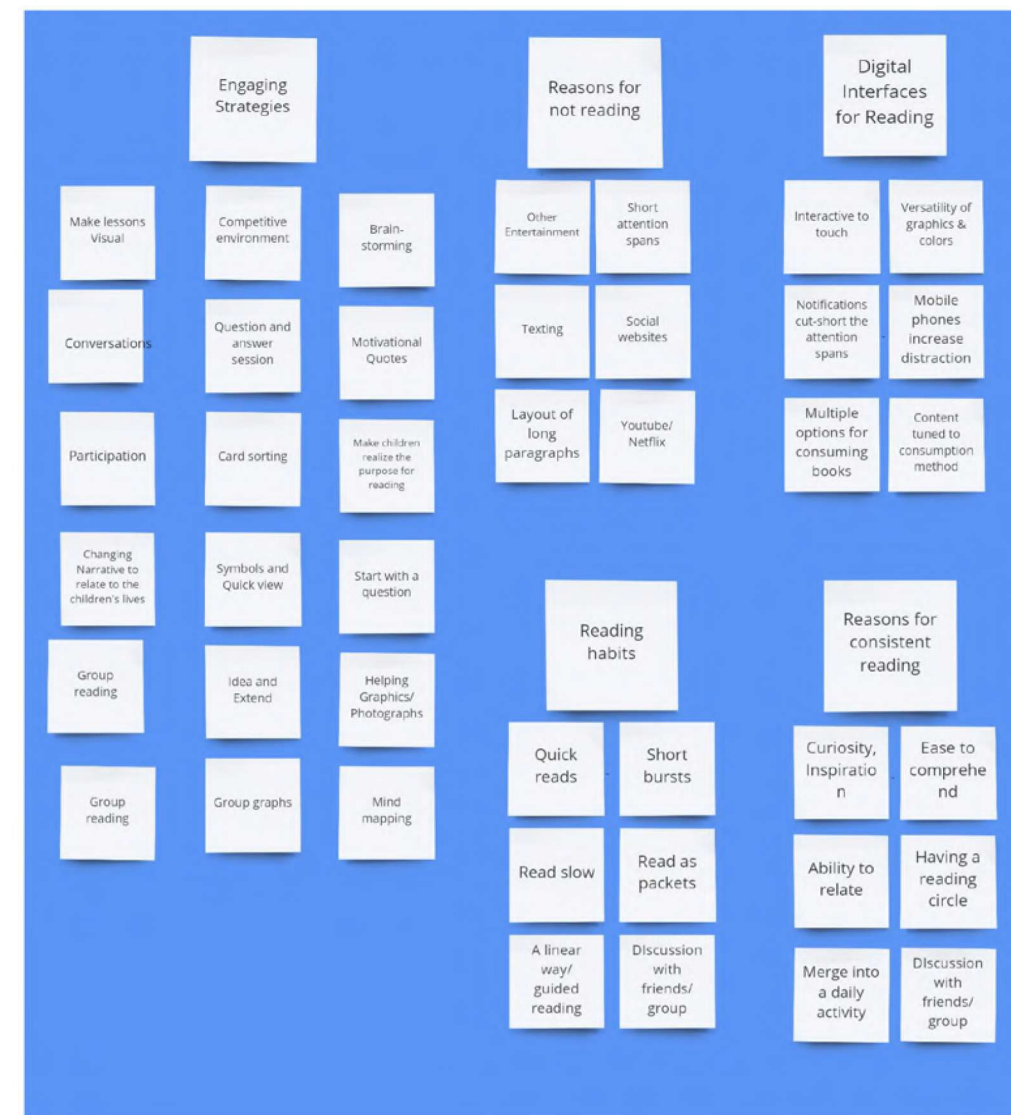 Engaging
Strategies
Make lessons
Visual
Competitive
environment
Brain-
storming
Conversations
Question and
answer
session
Motivational
Quotes
Participation
Card sorting
Make children
realize the
purpose for
reading
Changing
Narrative to
relate to the
children's lives
Symbols and
Quick view
Start with a
question
Group
reading
Idea and
Extend
Helping
Graphics/
Photographs
Group
reading
Group graphs
Mind
mapping
Reasons for
not reading
Other
Entertainment
Short
attention
spans
Texting
Social
websites
Layout of
long
paragraphs
Youtube/
Netflix
Digital
Interfaces
for Reading
Interactive to
touch
Versatility of
graphics &
colors
Notifications
cut-short the
attention
spans
Mobile
phones
increase
distraction
Multiple
options for
consuming
books
Content
tuned to
consumption
method
Reading
habits
Quick
reads
Short
bursts
Read slow
Read as
packets
A linear
way/
guided
reading
DIscussion
with
friends/
group
Reasons for
consistent
reading
Curiosity,
Inspiratio
n
Ease to
comprehe
nd
Ability to
relate
Having a
reading
circle
Merge into
a daily
activity
DIscussion
with
friends/
group